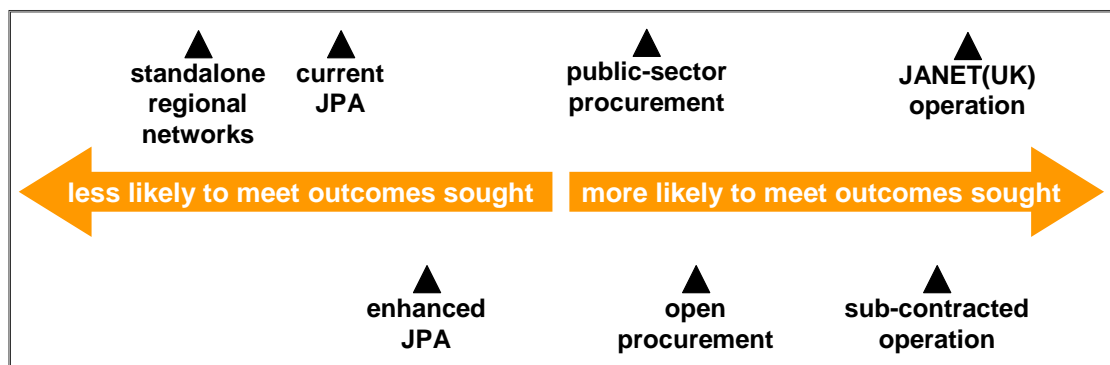 standalone
regional
networks
current
JPA
public-sector
procurement
JANET(UK)
operation
less likely to meet outcomes sought
more likely to meet outcomes sought
enhanced
JPA
open
procurement
sub-contracted
operation